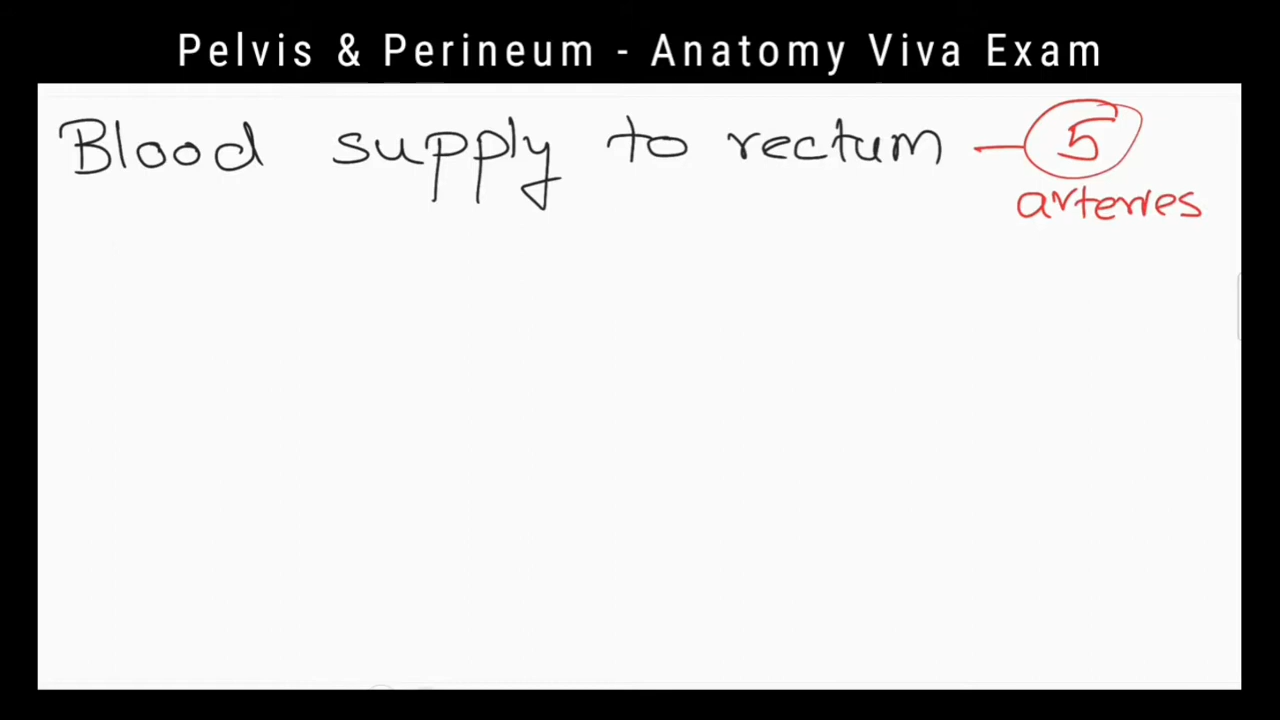 Pelvis & Perineum - Anatomy Viva Exam
Blood supply to rectum — 5
arteries